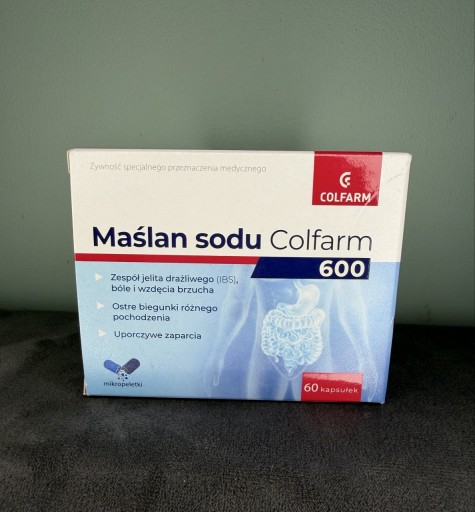 Żywność specjalnego przeznaczenia medycznego
COLFARM
Maślan sodu Colfarm
600
Zespół jelita drażliwego (IBS),
bóle i wzdęcia brzucha
Ostre biegunki różnego
pochodzenia
Uporczywe zaparcia
mikropeletki
60 kapsułek